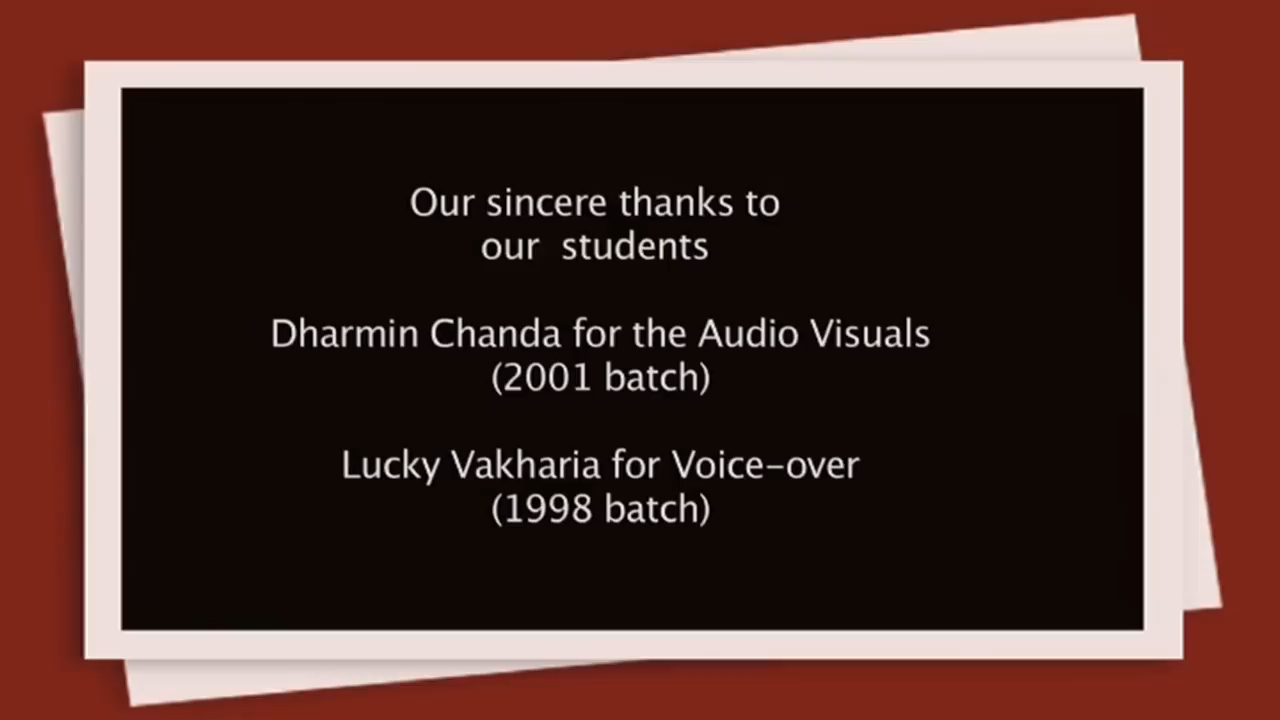 Our sincere thanks to
our students
Dharmin Chanda for the Audio Visuals
(2001 batch)
Lucky Vakharia for Voice-over
(1998 batch)